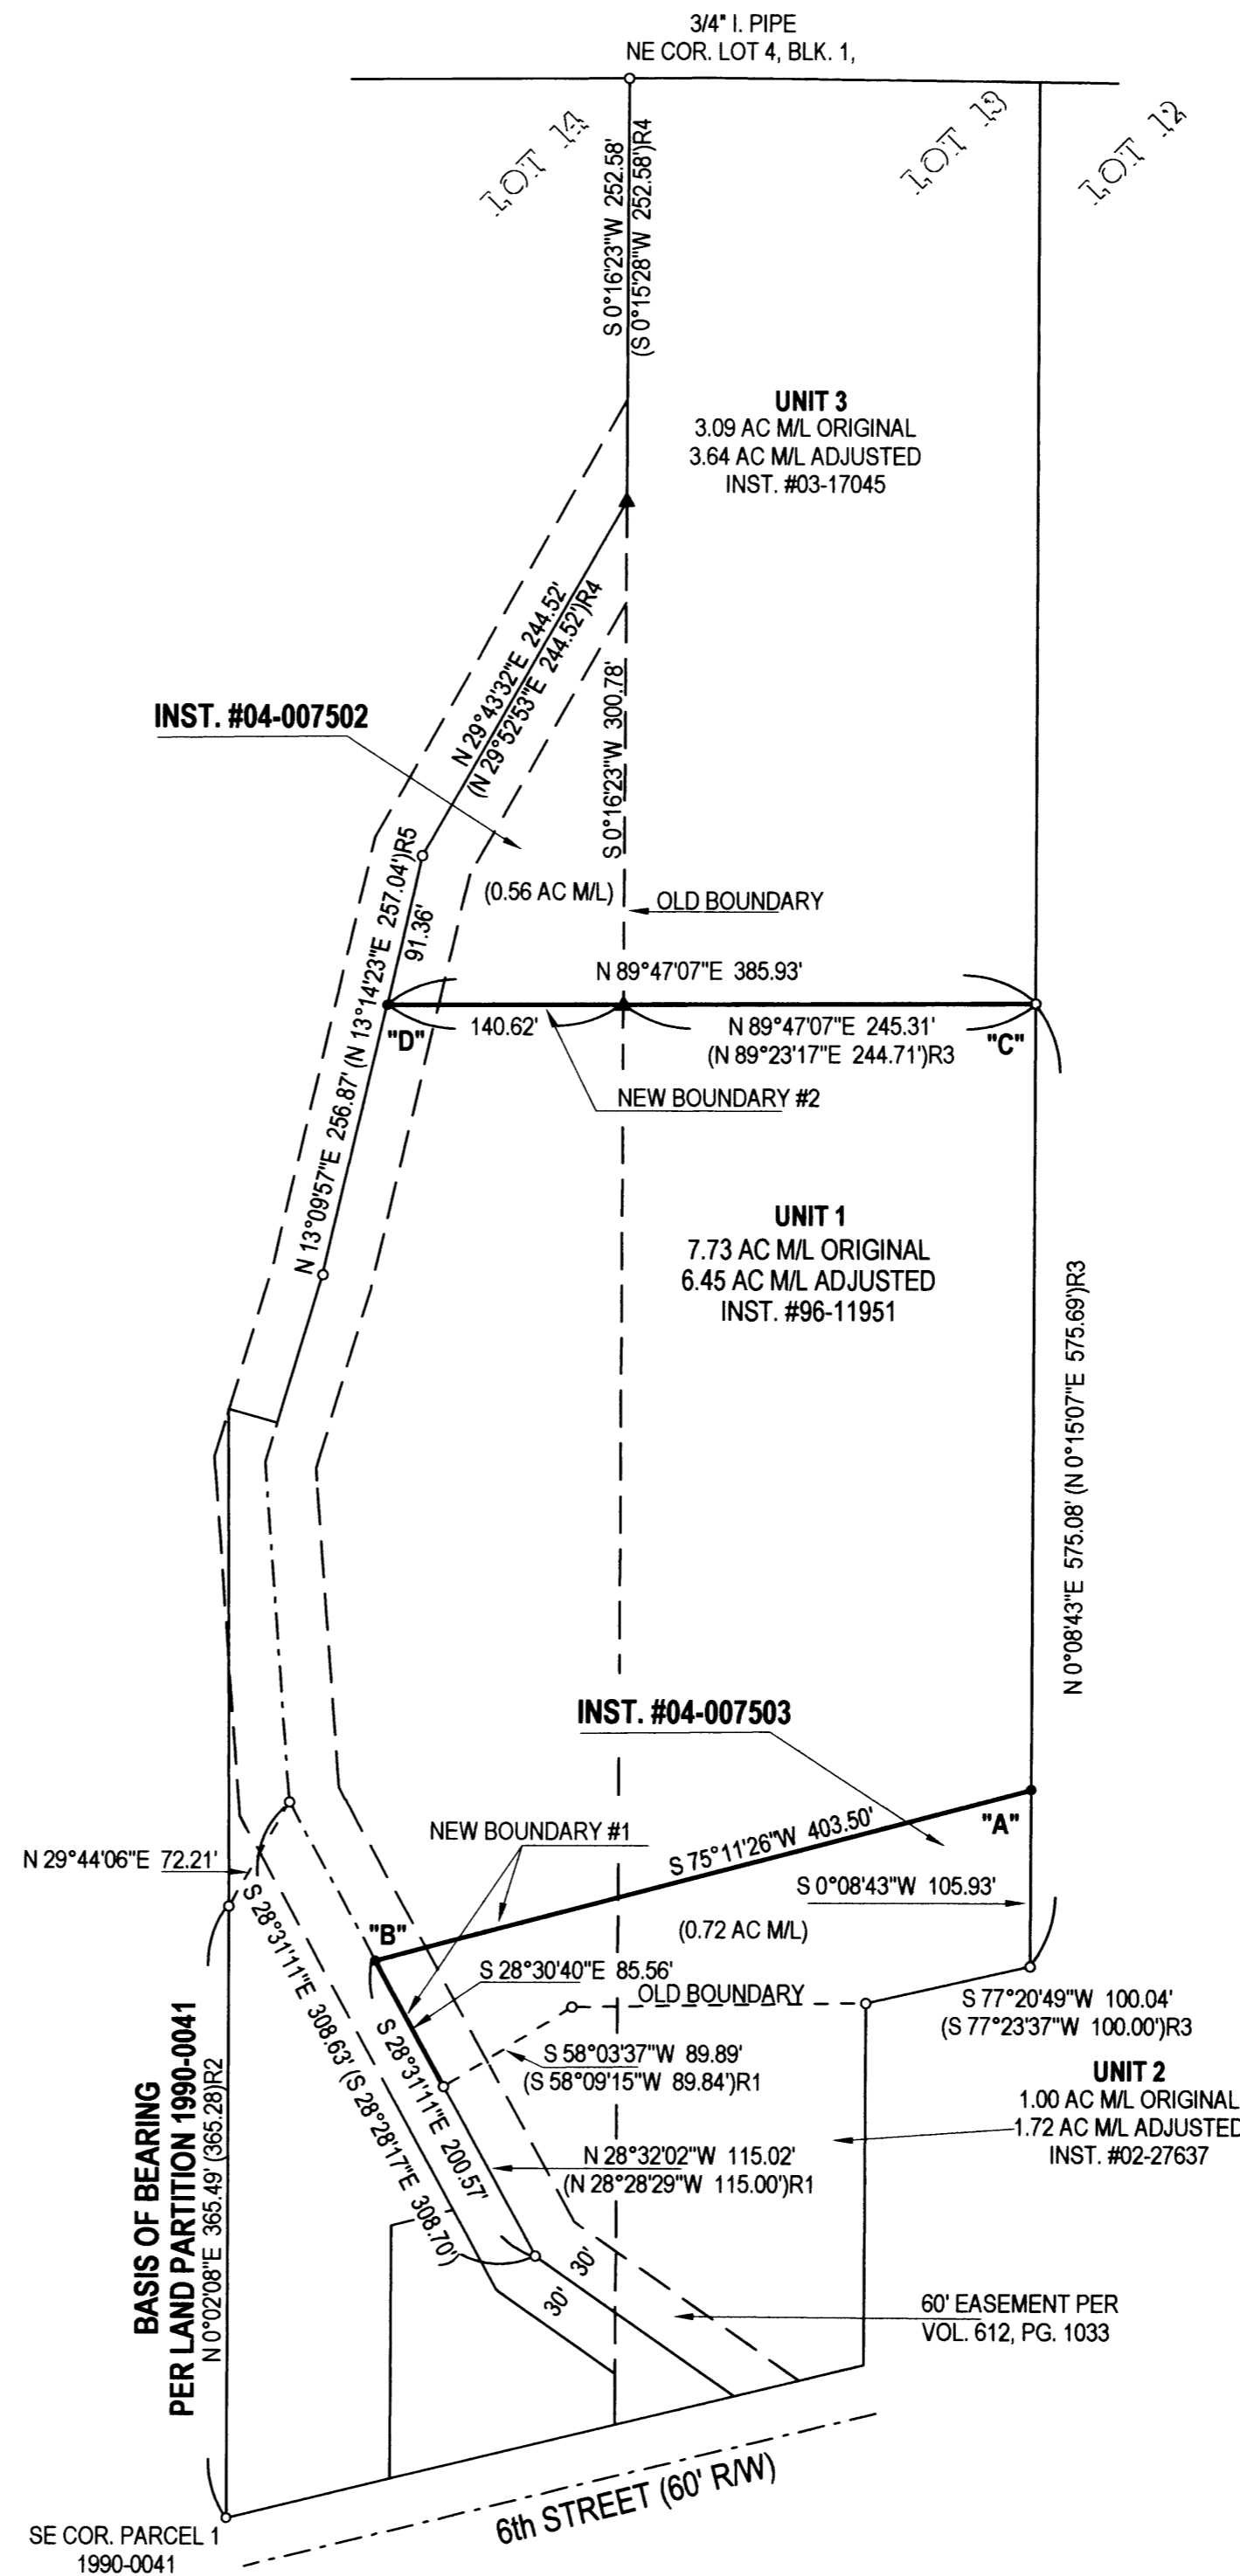 3/4" I. PIPE
NE COR. LOT 4, BLK. 1,
LOT 14
LOT 13
LOT 12
S 0°16'23"W 252.58'
(S 0°15'28"W 252.58')R4
UNIT 3
3.09 AC M/L ORIGINAL
3.64 AC M/L ADJUSTED
INST. #03-17045
N 29°43'32"E 244.52'
(N 29°52'53"E 244.52')R4
INST. #04-007502
S 0°16'23"W 300.78'
(0.56 AC M/L)
OLD BOUNDARY
91.36'
N 13°09'57"E 256.87' (N 13°14'23"E 257.04')R5
N 89°47'07"E 385.93'
"D"
140.62'
N 89°47'07"E 245.31'
(N 89°23'17"E 244.71')R3
"C"
NEW BOUNDARY #2
UNIT 1
7.73 AC M/L ORIGINAL
6.45 AC M/L ADJUSTED
INST. #96-11951
N 0°08'43"E 575.08' (N 0°15'07"E 575.69')R3
INST. #04-007503
NEW BOUNDARY #1
S 75°11'26"W 403.50'
"A"
N 29°44'06"E 72.21'
S 0°08'43"W 105.93'
"B"
(0.72 AC M/L)
S 28°30'40"E 85.56'
OLD BOUNDARY
S 77°20'49"W 100.04'
(S 77°23'37"W 100.00')R3
S 58°03'37"W 89.89'
(S 58°09'15"W 89.84')R1
S 28°31'11"E 308.63' (S 28°28'17"E 308.70')
S 28°31'11"E 200.57'
UNIT 2
1.00 AC M/L ORIGINAL
1.72 AC M/L ADJUSTED
INST. #02-27637
N 28°32'02"W 115.02'
(N 28°28'29"W 115.00')R1
BASIS OF BEARING
PER LAND PARTITION 1990-0041
N 0°02'08"E 365.49' (365.28)R2
30'
30'
60' EASEMENT PER
VOL. 612, PG. 1033
6th STREET (60' R/W)
SE COR. PARCEL 1
1990-0041